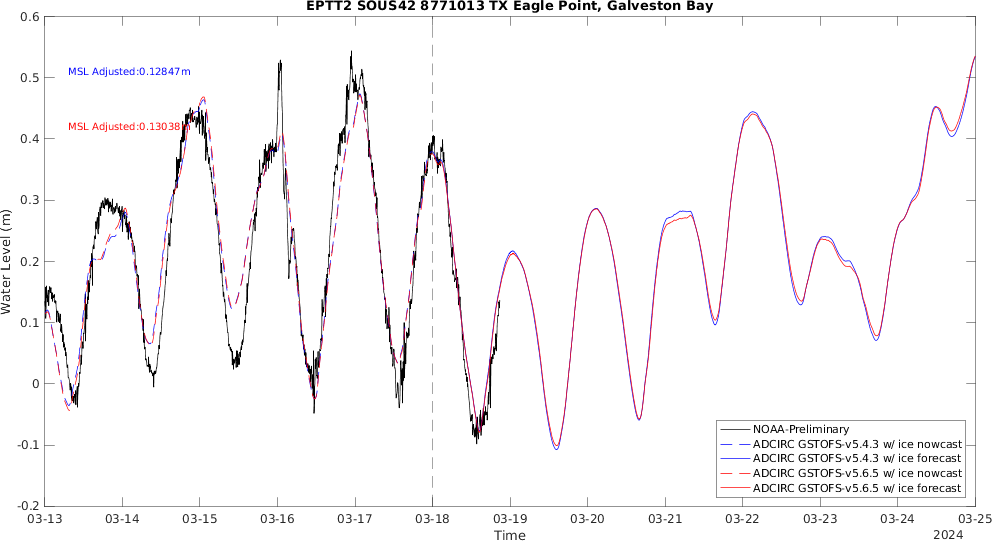 EPTT2 SOUS42 8771013 TX Eagle Point, Galveston Bay
0.6
0.5
0.4
0.3
0.2
0.1
0
-0.1
-0.2
Water Level (m)
MSL Adjusted:0.12847m
MSL Adjusted:0.13038
NOAA-Preliminary
ADCIRC GSTOFS-v5.4.3 w/ ice nowcast
ADCIRC GSTOFS-v5.4.3 w/ ice forecast
ADCIRC GSTOFS-v5.6.5 w/ ice nowcast
ADCIRC GSTOFS-v5.6.5 w/ ice forecast
03-13 03-14 03-15 03-16 03-17 03-18 03-19 03-20 03-21 03-22 03-23 03-24 03-25
Time
2024